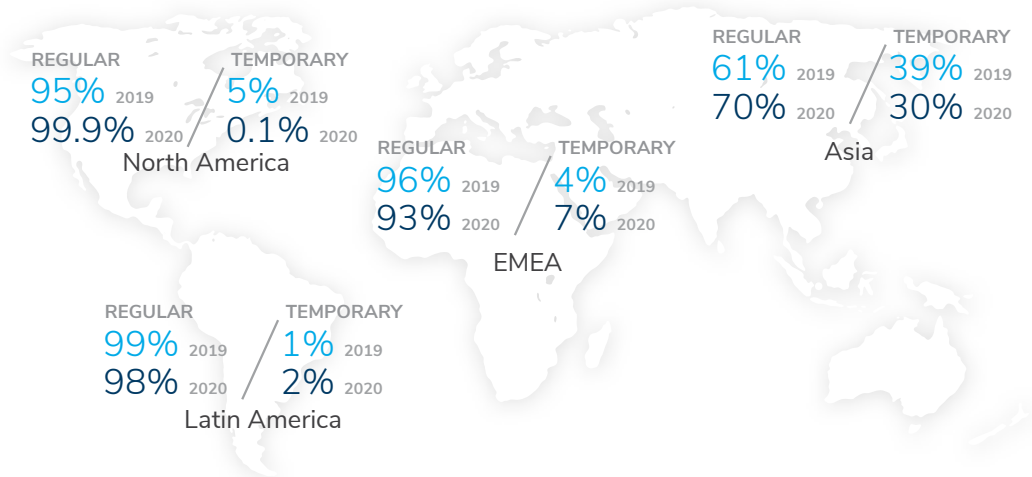 REGULAR TEMPORARY
95% 2019 5% 2019
99.9% 2020 0.1% 2020
North America
REGULAR TEMPORARY
61% 2019 39% 2019
70% 2020 30% 2020
Asia
REGULAR TEMPORARY
96% 2019 4% 2019
93% 2020 7% 2020
EMEA
REGULAR TEMPORARY
99% 2019 1% 2019
98% 2020 2% 2020
Latin America